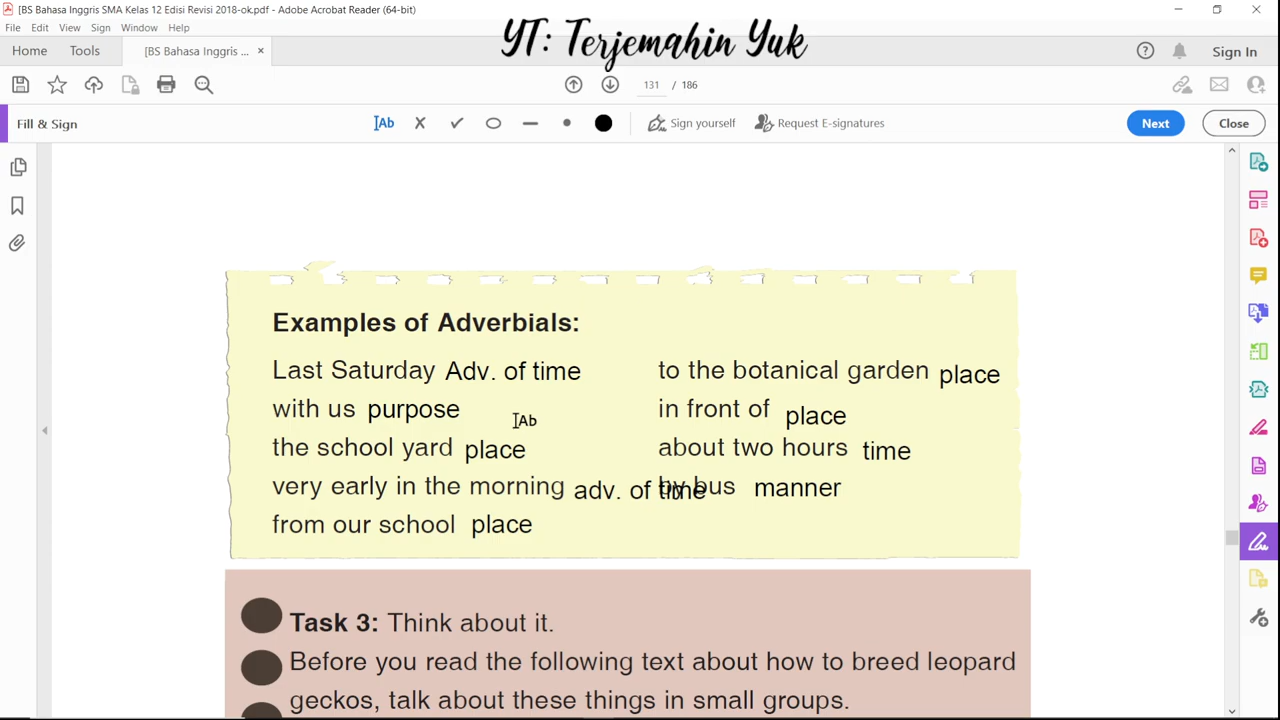 [BS Bahasa Inggris SMA Kelas 12 Edisi Revisi 2018-ok.pdf - Adobe Acrobat Reader (64-bit)
File Edit View Sign Window Help
YT: Terjemahin Yuk
Home Tools [BS Bahasa Inggris ... × Sign In
131 / 186
Fill & Sign Ab Sign yourself Request E-signatures Next Close
Examples of Adverbials:
Last Saturday Adv. of time
with us purpose
Ab
the school yard place
very early in the morning adv. of time
from our school place
to the botanical garden place
in front of place
about two hours time
by bus manner
Task 3: Think about it.
Before you read the following text about how to breed leopard
geckos, talk about these things in small groups.